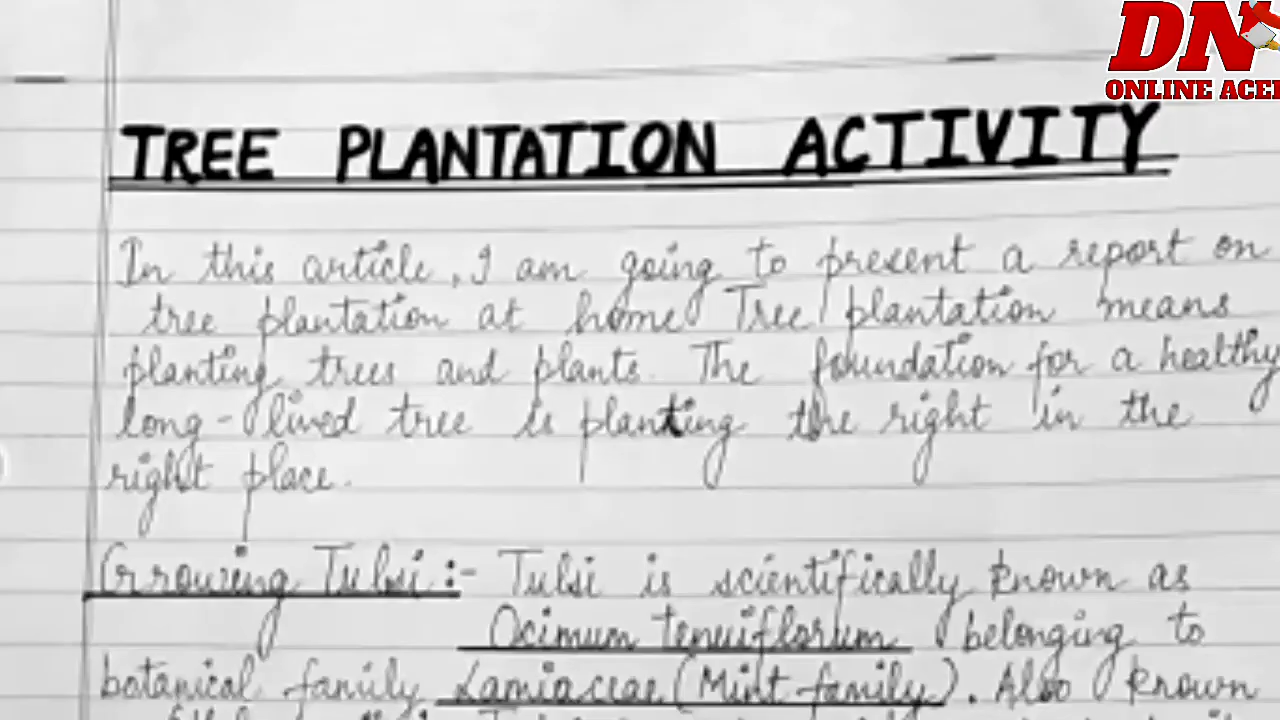 DN
ONLINE ACE
TREE PLANTATION ACTIVITY
In this article, I am going to present a report on
tree plantation at home Tree plantation means
planting trees and plants. The foundation for a healthy
long-lived tree is planting the right in the
right place.
Growing Tulsi :- Tulsi is scientifically known as
Ocimum tenuiflorum belonging to
botanical family Lamiaceae (Mint family). Also known